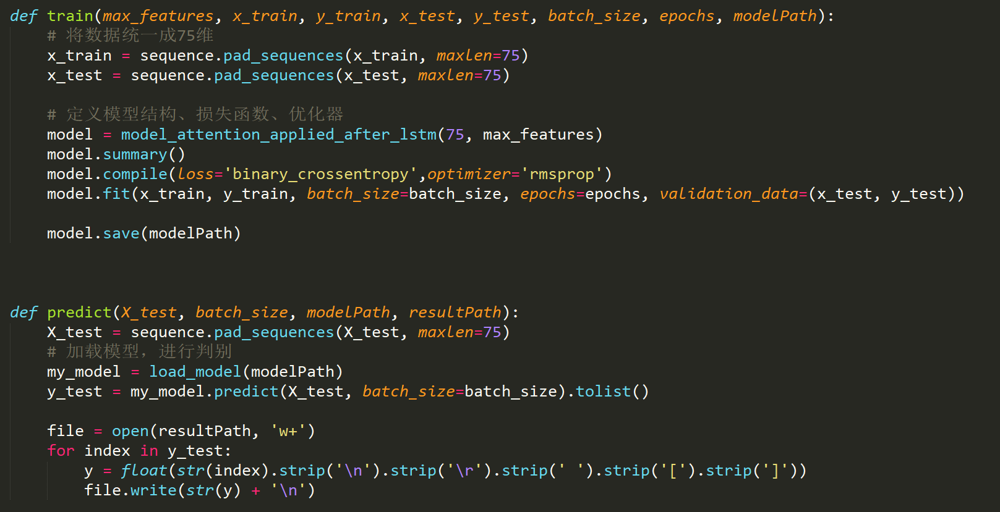 def train(max_features, x_train, y_train, x_test, y_test, batch_size, epochs, modelPath):
    # 将数据统一成75维
    x_train = sequence.pad_sequences(x_train, maxlen=75)
    x_test = sequence.pad_sequences(x_test, maxlen=75)

    # 定义模型结构、损失函数、优化器
    model = model_attention_applied_after_lstm(75, max_features)
    model.summary()
    model.compile(loss='binary_crossentropy',optimizer='rmsprop')
    model.fit(x_train, y_train, batch_size=batch_size, epochs=epochs, validation_data=(x_test, y_test))

    model.save(modelPath)

def predict(X_test, batch_size, modelPath, resultPath):
    X_test = sequence.pad_sequences(X_test, maxlen=75)
    # 加载模型，进行判别
    my_model = load_model(modelPath)
    y_test = my_model.predict(X_test, batch_size=batch_size).tolist()

    file = open(resultPath, 'w+')
    for index in y_test:
        y = float(str(index).strip('\n').strip('\r').strip(' ').strip('[').strip(']'))
        file.write(str(y) + '\n')